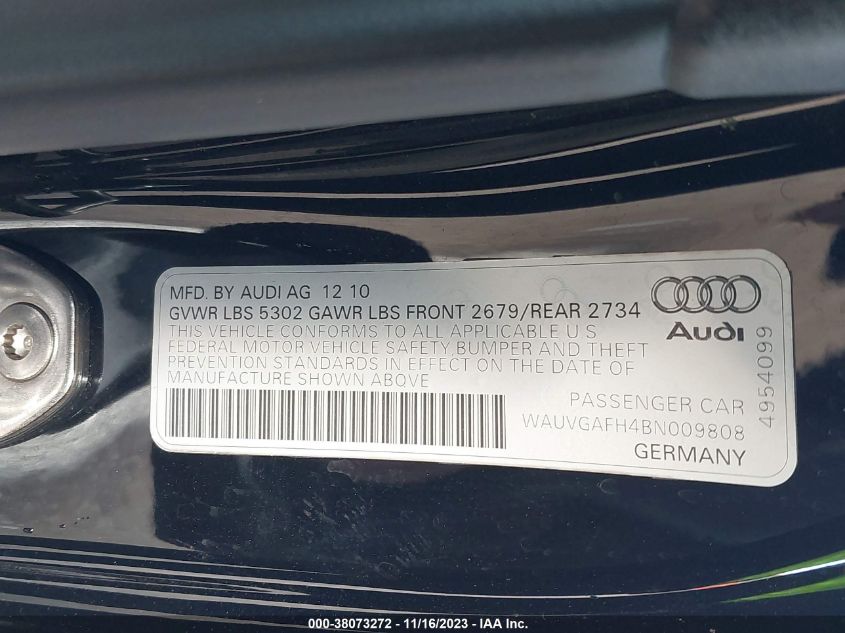 MFD. BY AUDI AG 12 10
GVWR LBS 5302 GAWR LBS FRONT 2679/REAR 2734
THIS VEHICLE CONFORMS TO ALL APPLICABLE U S
FEDERAL MOTOR VEHICLE SAFETY BUMPER AND THEFT
PREVENTION STANDARDS IN EFFECT ON THE DATE OF
MANUFACTURE SHOWN ABOVE
Audi
4954099
PASSENGER CAR
WAUVGAFH4BN009808
GERMANY
000-38073272 - 11/16/2023 - IAA Inc.